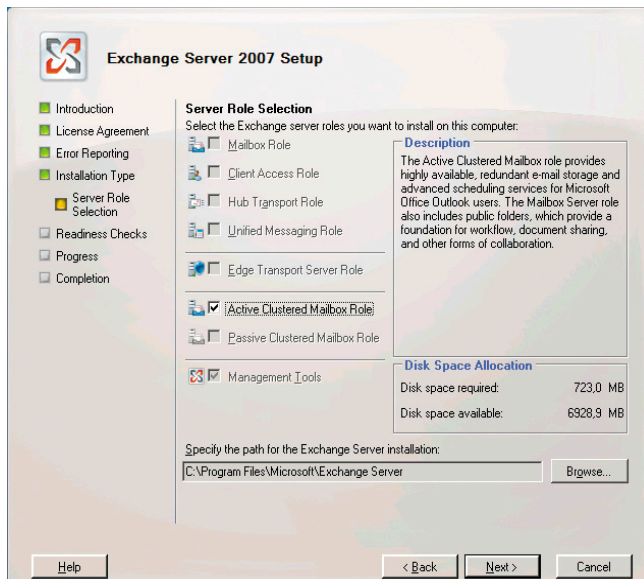 Exchange Server 2007 Setup
Introduction
License Agreement
Error Reporting
Installation Type
Server Role
Selection
Readiness Checks
Progress
Completion
Server Role Selection
Select the Exchange server roles you want to install on this computer:
Mailbox Role
Client Access Role
Hub Transport Role
Unified Messaging Role
Edge Transport Server Role
Active Clustered Mailbox Role
Passive Clustered Mailbox Role
Management Tools
Description
The Active Clustered Mailbox role provides
highly available, redundant e-mail storage and
advanced scheduling services for Microsoft
Office Outlook users. The Mailbox Server role
also includes public folders, which provide a
foundation for workflow, document sharing,
and other forms of collaboration.
Disk Space Allocation
Disk space required: 723,0 MB
Disk space available: 6928,9 MB
Specify the path for the Exchange Server installation:
C:\Program Files\Microsoft\Exchange Server
Browse...
Help
< Back
Next >
Cancel